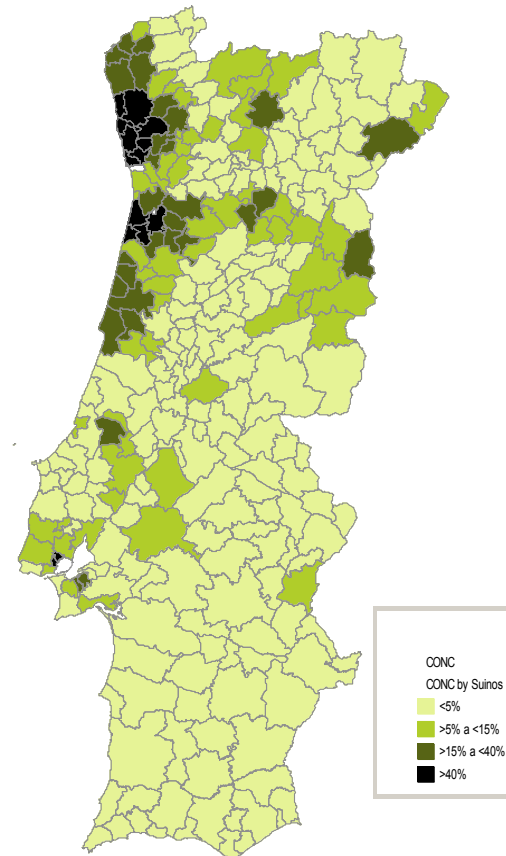 CONC
CONC by Suinos
<5%
>5% a <15%
>15% a <40%
>40%